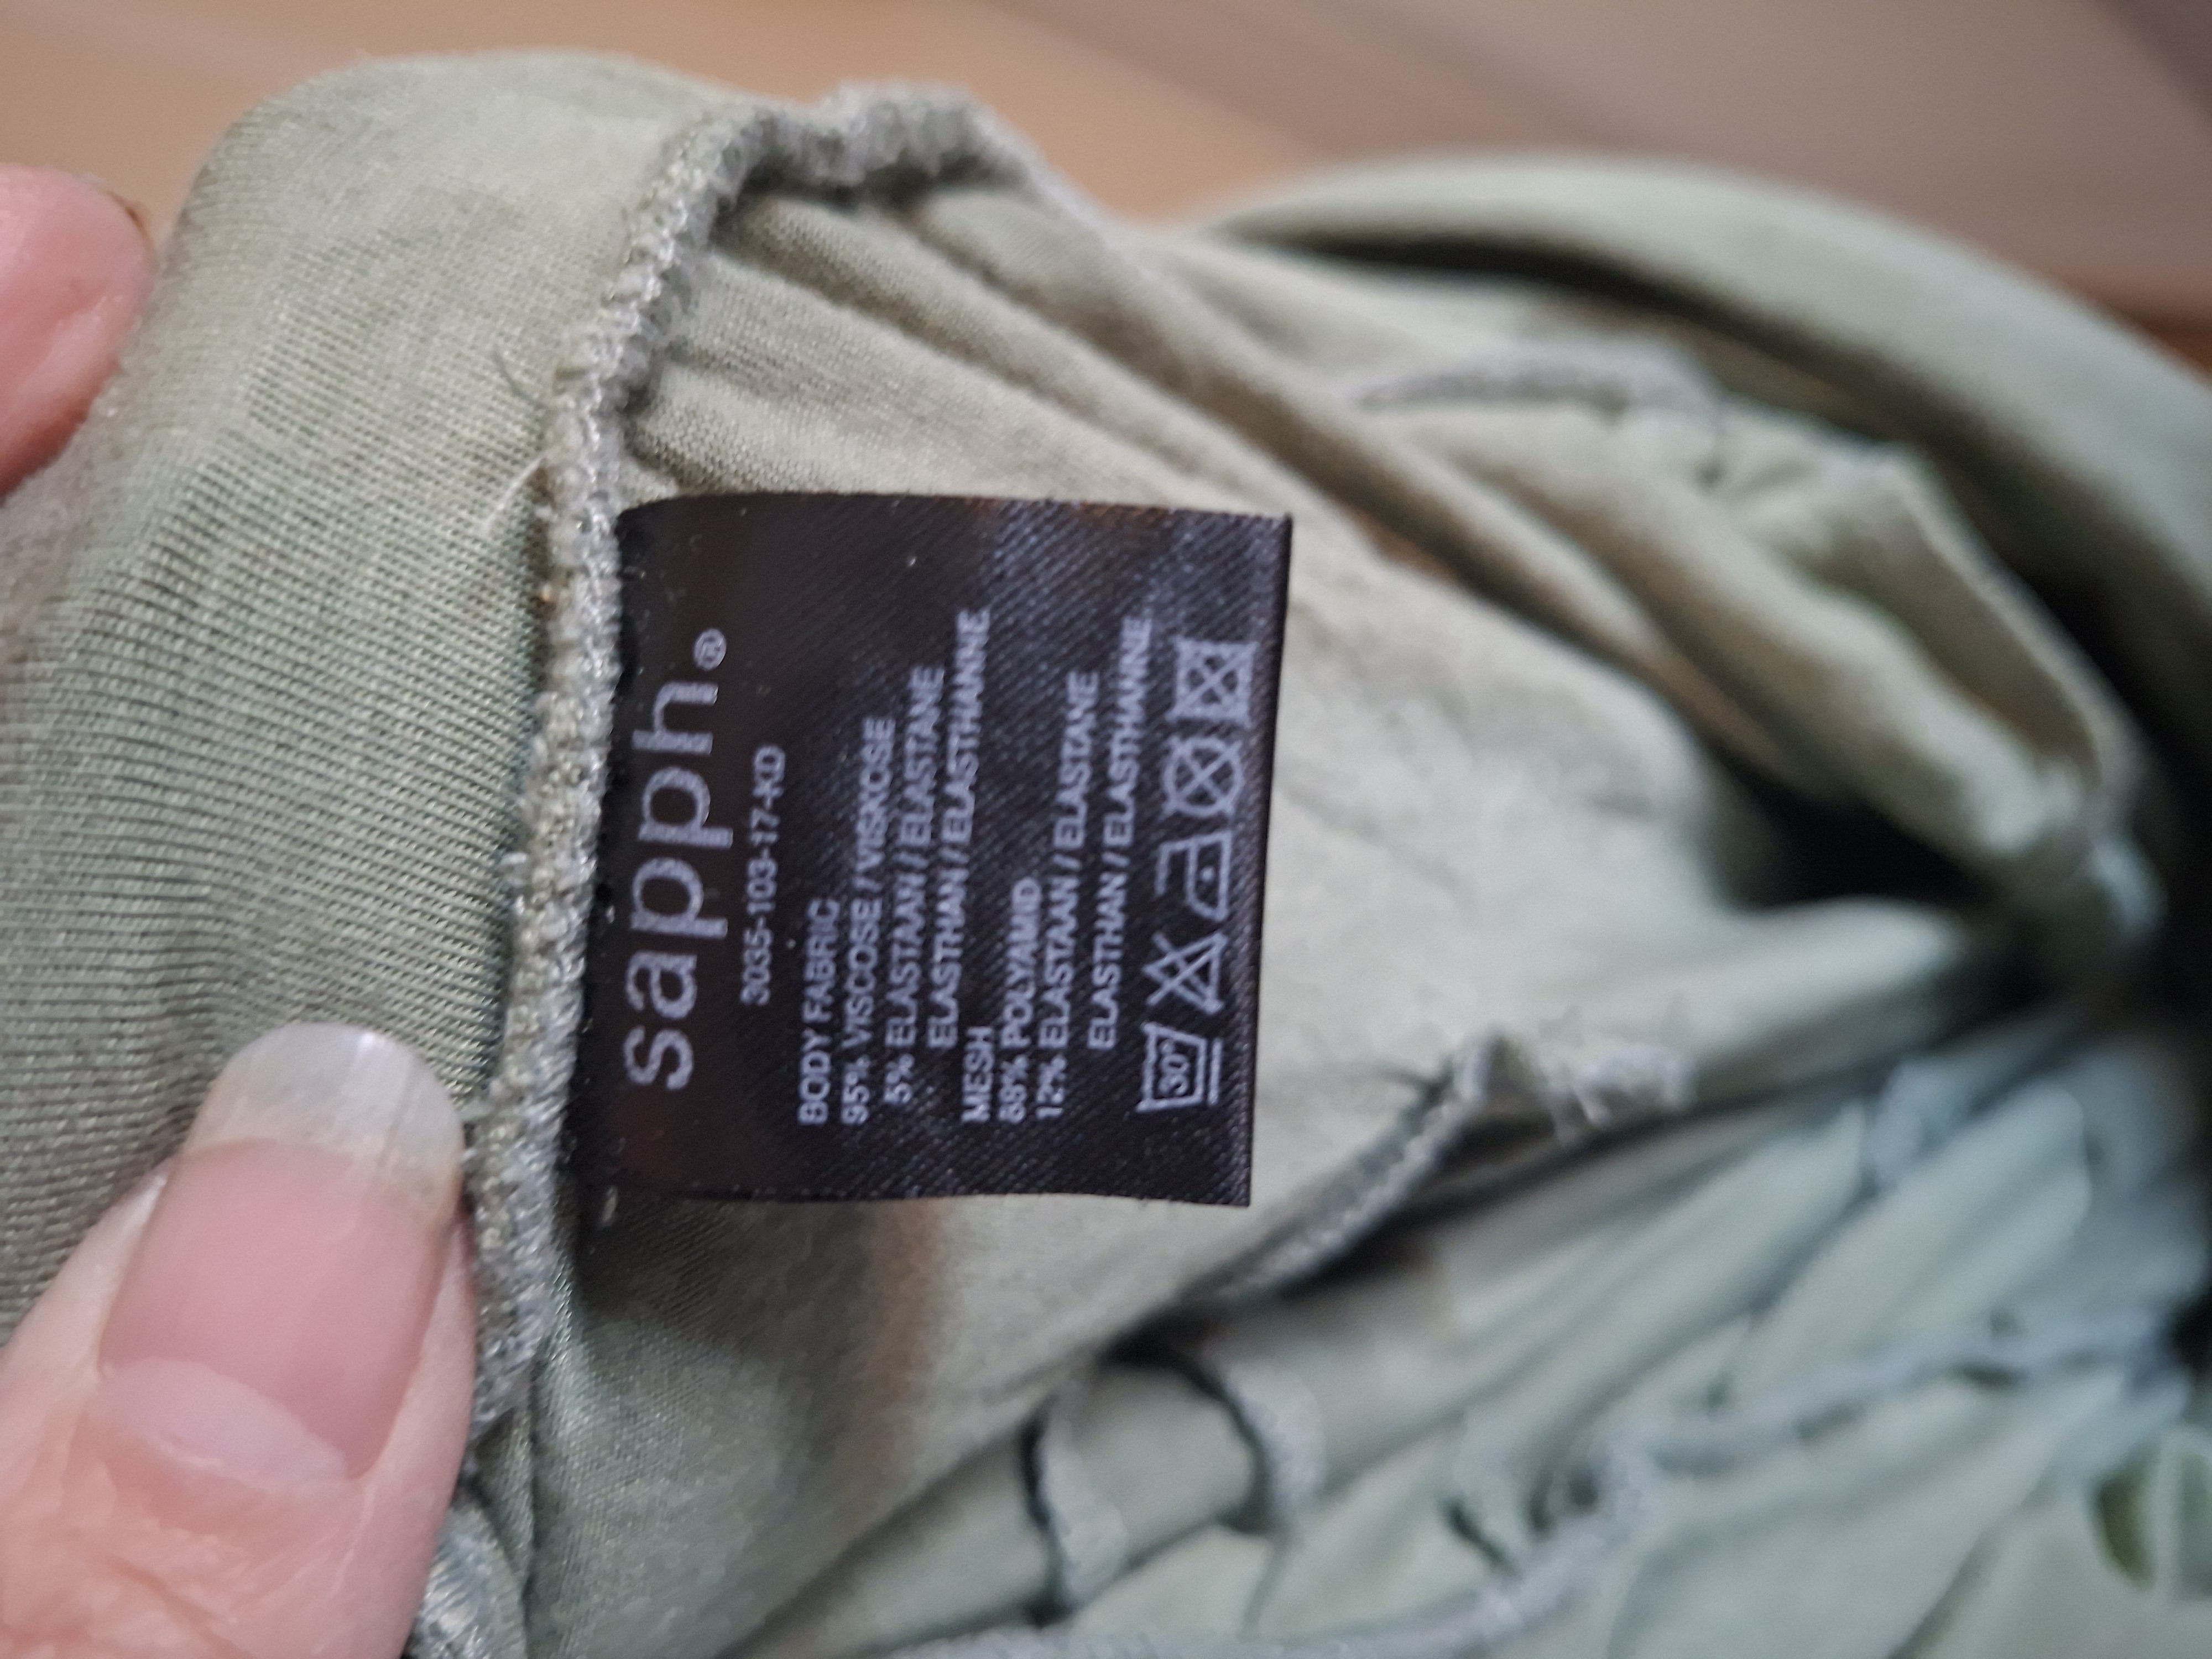 sapph®
3035-103-17-KD
BODY FABRIC
95% VISCOSE / VISKOSE
5% ELASTAAN / ELASTANE
ELASTHAN / ELASTHANNE
MESH
88% POLYAMID
12% ELASTAAN / ELASTANE
ELASTHAN / ELASTHANNE
30°